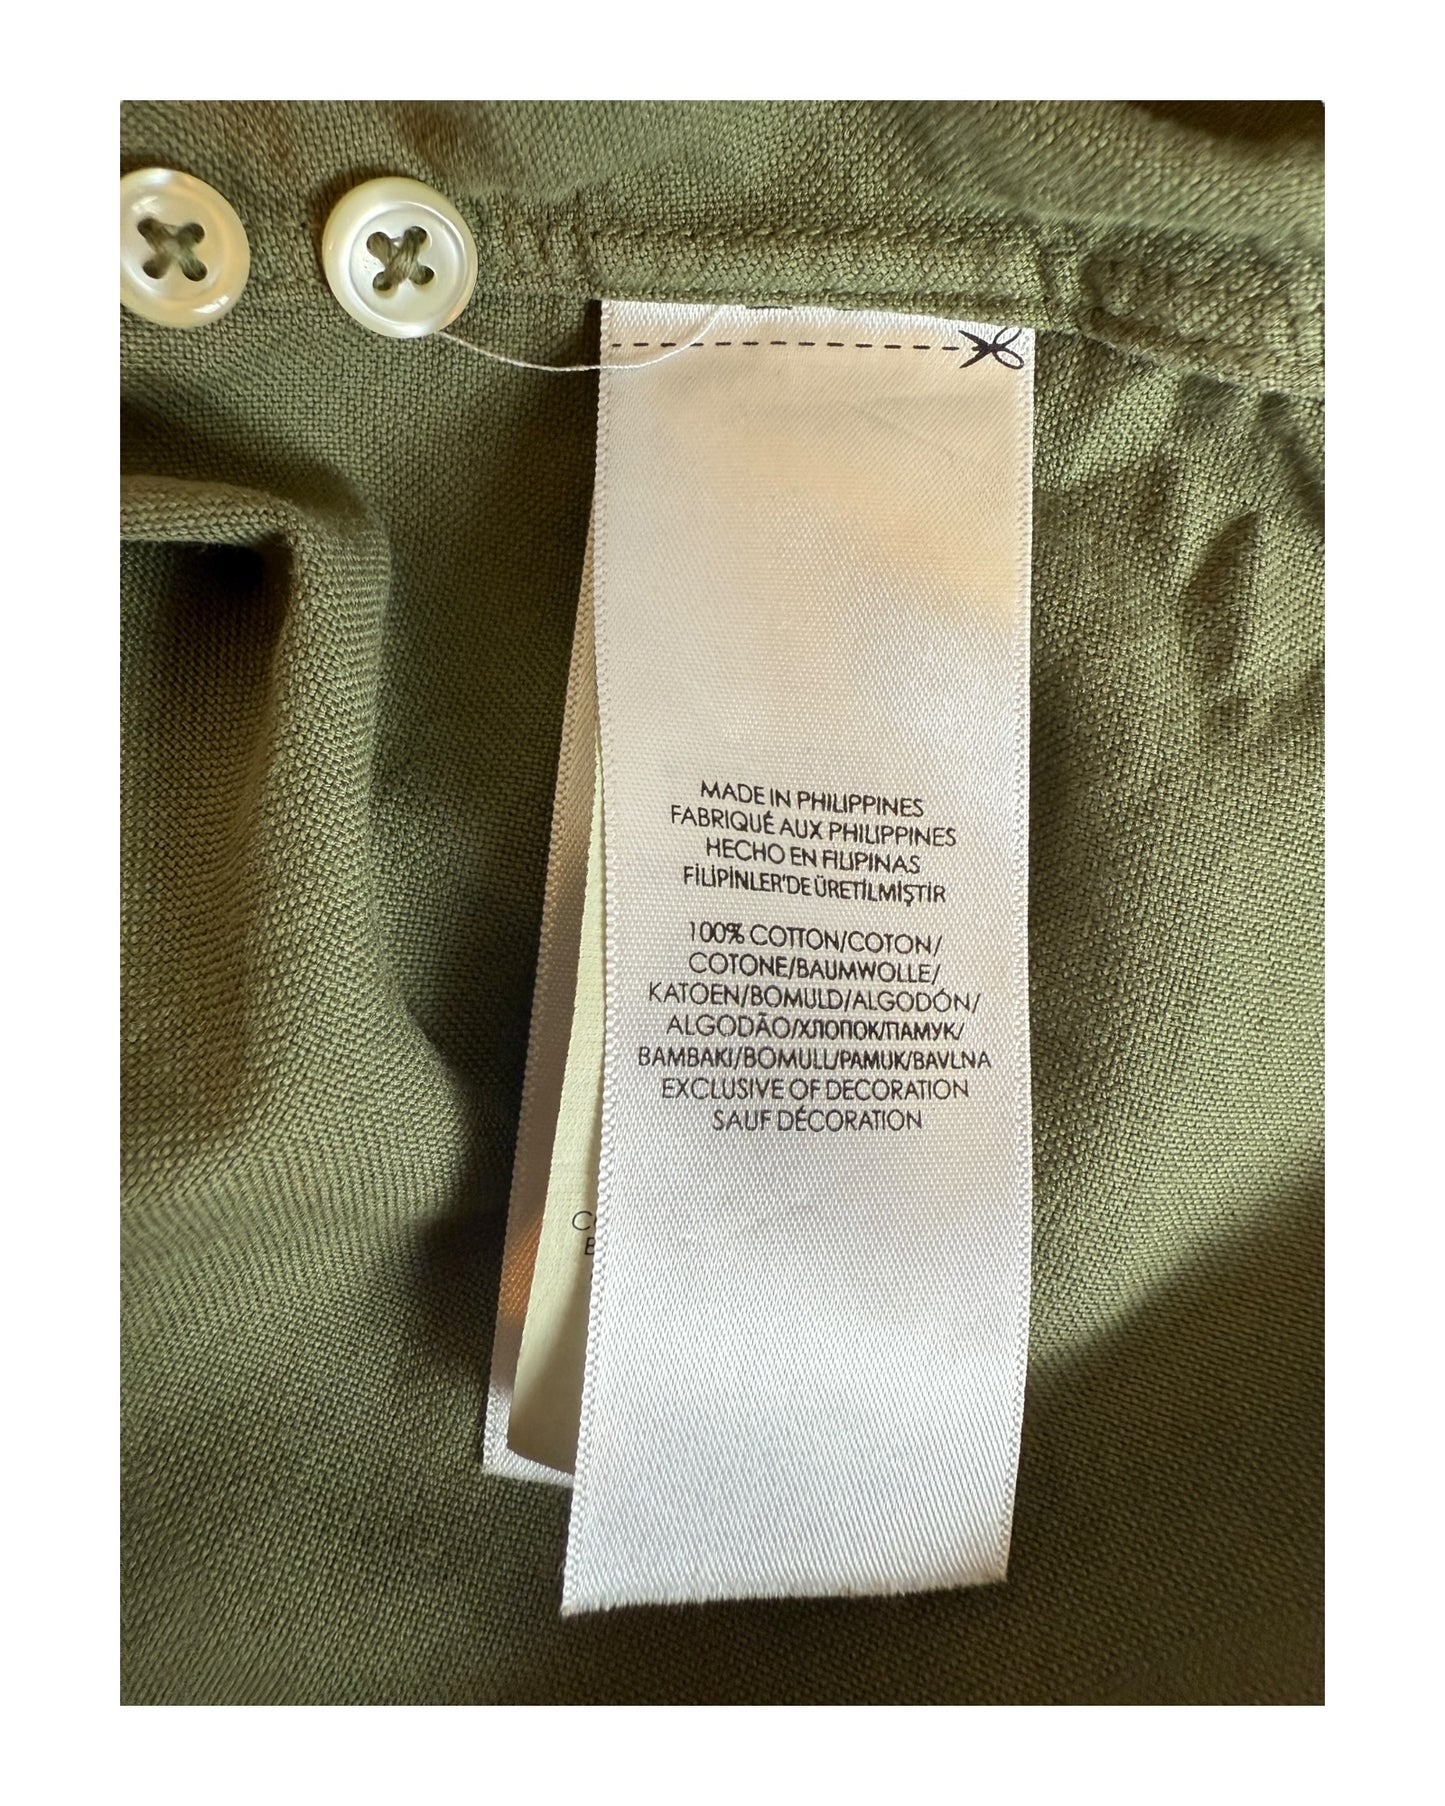 MADE IN PHILIPPINES
FABRIQUÉ AUX PHILIPPINES
HECHO EN FILIPINAS
FİLİPİNLER'DE ÜRETİLMİŞTİR
100% COTTON/COTON/
COTONE/BAUMWOLLE/
KATOEN/BOMULD/ALGODÓN/
ALGODÃO/ХЛОПОК/ПАМУК/
BAMBAKI/BOMULL/PAMUK/BAVLNA
EXCLUSIVE OF DECORATION
SAUF DÉCORATION